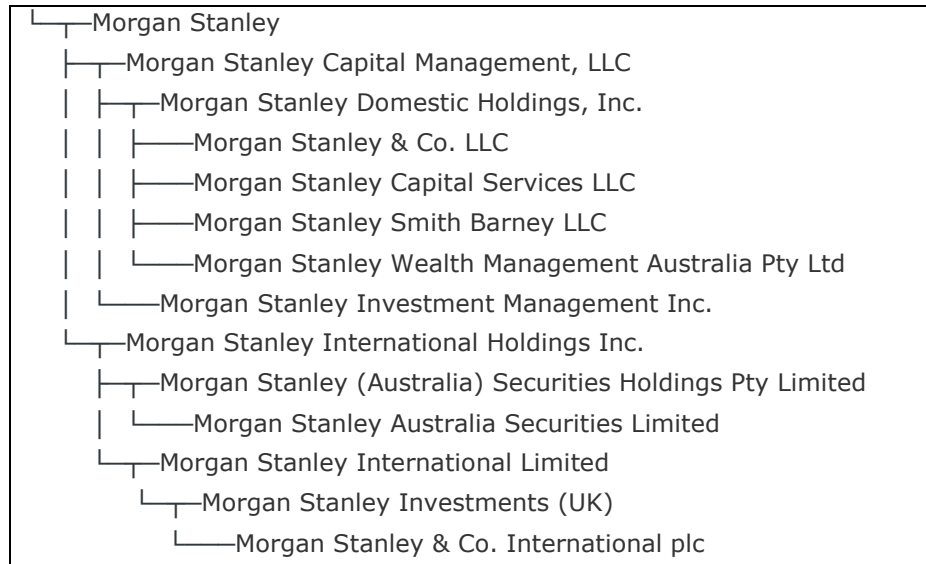 Morgan Stanley
Morgan Stanley Capital Management, LLC
Morgan Stanley Domestic Holdings, Inc.
Morgan Stanley & Co. LLC
Morgan Stanley Capital Services LLC
Morgan Stanley Smith Barney LLC
Morgan Stanley Wealth Management Australia Pty Ltd
Morgan Stanley Investment Management Inc.
Morgan Stanley International Holdings Inc.
Morgan Stanley (Australia) Securities Holdings Pty Limited
Morgan Stanley Australia Securities Limited
Morgan Stanley International Limited
Morgan Stanley Investments (UK)
Morgan Stanley & Co. International plc